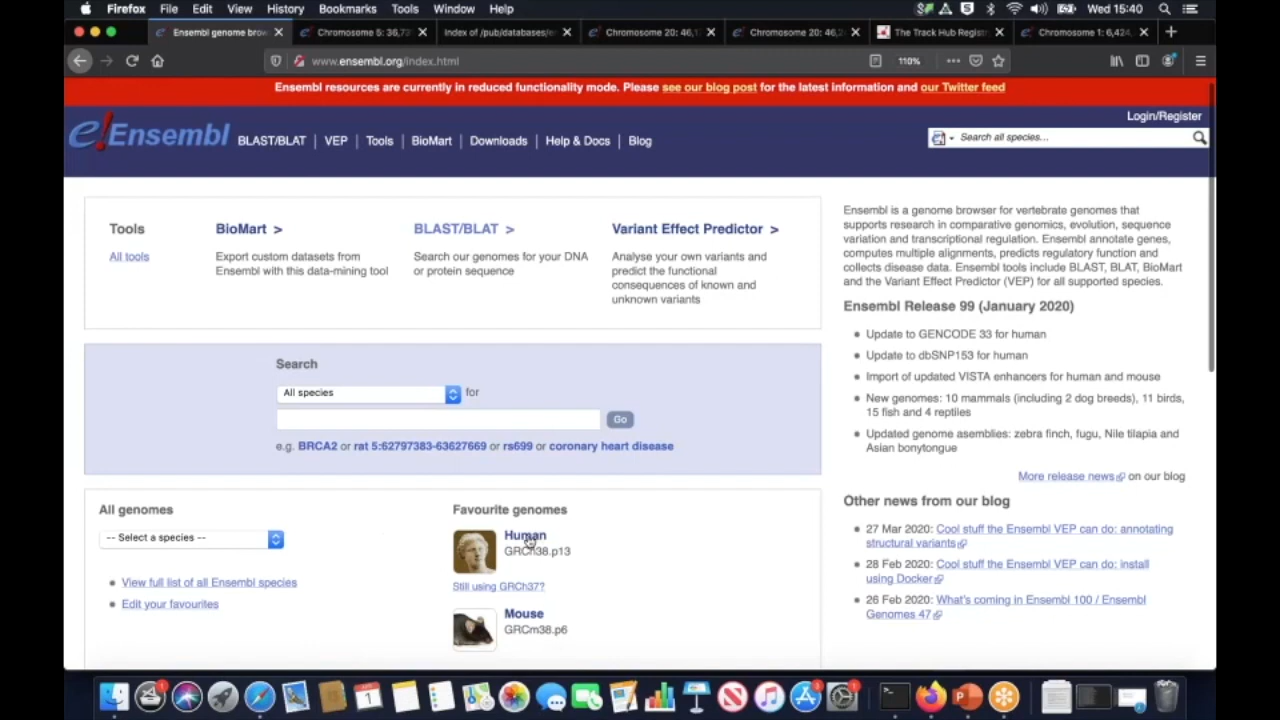 Firefox File Edit View History Bookmarks Tools Window Help Wed 15:40
Ensembl genome brow Chromosome 5: 36,73 Index of /pub/databases/en Chromosome 20: 46,1 Chromosome 20: 46,2 The Track Hub Regist Chromosome 1: 6,424,
www.ensembl.org/index.html 110%
Ensembl resources are currently in reduced functionality mode. Please see our blog post for the latest information and our Twitter feed
Login/Register
e!Ensembl BLAST/BLAT | VEP | Tools | BioMart | Downloads | Help & Docs | Blog
Search all species...
Tools
All tools
BioMart >
Export custom datasets from
Ensembl with this data-mining tool
BLAST/BLAT >
Search our genomes for your DNA
or protein sequence
Variant Effect Predictor >
Analyse your own variants and
predict the functional
consequences of known and
unknown variants
Search
All species for
Go
e.g. BRCA2 or rat 5:62797383-63627669 or rs699 or coronary heart disease
All genomes
-- Select a species --
View full list of all Ensembl species
Edit your favourites
Favourite genomes
Human
GRCh38.p13
Still using GRCh37?
Mouse
GRCm38.p6
Ensembl is a genome browser for vertebrate genomes that
supports research in comparative genomics, evolution, sequence
variation and transcriptional regulation. Ensembl annotate genes,
computes multiple alignments, predicts regulatory function and
collects disease data. Ensembl tools include BLAST, BLAT, BioMart
and the Variant Effect Predictor (VEP) for all supported species.
Ensembl Release 99 (January 2020)
Update to GENCODE 33 for human
Update to dbSNP153 for human
Import of updated VISTA enhancers for human and mouse
New genomes: 10 mammals (including 2 dog breeds), 11 birds,
15 fish and 4 reptiles
Updated genome asemblies: zebra finch, fugu, Nile tilapia and
Asian bonytongue
More release news on our blog
Other news from our blog
27 Mar 2020: Cool stuff the Ensembl VEP can do: annotating
structural variants
28 Feb 2020: Cool stuff the Ensembl VEP can do: install
using Docker
26 Feb 2020: What's coming in Ensembl 100 / Ensembl
Genomes 47